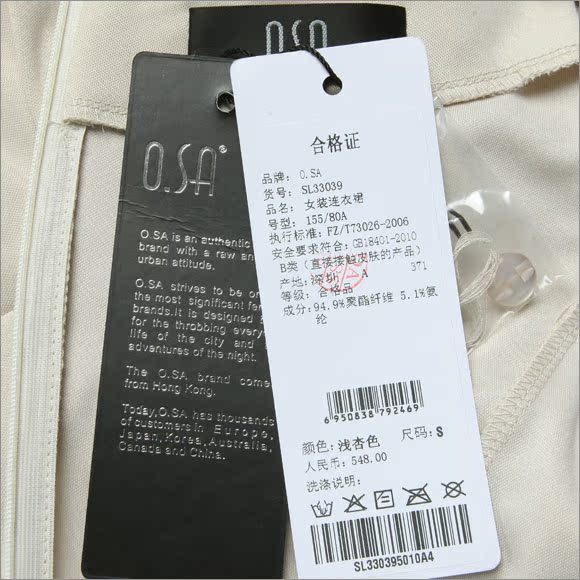 O.SA
O.SA®
O.SA is an authentic
brand with a raw and
urban attitude.
O.SA strives to be one
the most significant
brands.It is designed
for the throbbing every
life of the city and
adventures of the night.
The O.SA brand come
from Hong Kong.
Today,O.SA has thousands
of customers in Europe,
Japan,Korea,Australia,
Canada and China.
合格证
品牌: O.SA
货号: SL33039
品名: 女装连衣裙
号型: 155/80A
执行标准: FZ/T73026-2006
安全要求符合: GB18401-2010
B类 (直接接触皮肤的产品)
产地: 深圳 A 371
等级: 合格品
成分: 94.9%聚酯纤维 5.1%氨
纶
6950838792469
颜色: 浅杏色 尺码: S
人民币: 548.00
洗涤说明:
SL330395010A4